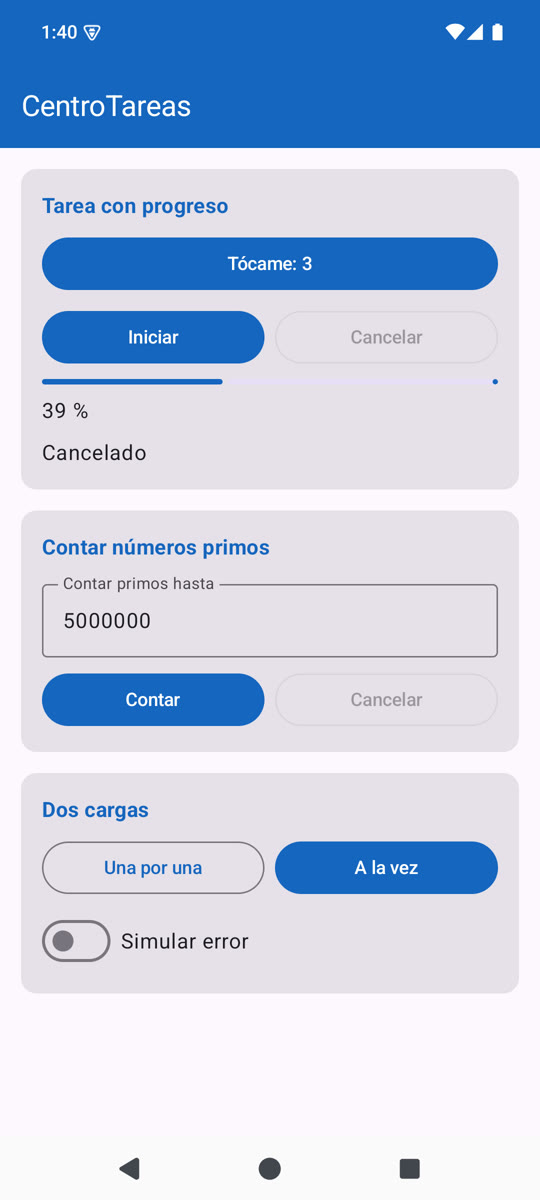 1:40
CentroTareas
Tarea con progreso
Tócame: 3
Iniciar
Cancelar
39 %
Cancelado
Contar números primos
Contar primos hasta
5000000
Contar
Cancelar
Dos cargas
Una por una
A la vez
Simular error